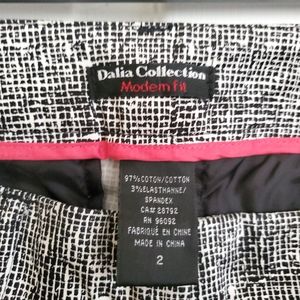 Dalia Collection
Modern Fit
97% COTON/COTTON
3% ELASTHANNE/
SPANDEX
CA# 28792
RN 96092
FABRIQUÉ EN CHINE
MADE IN CHINA
2